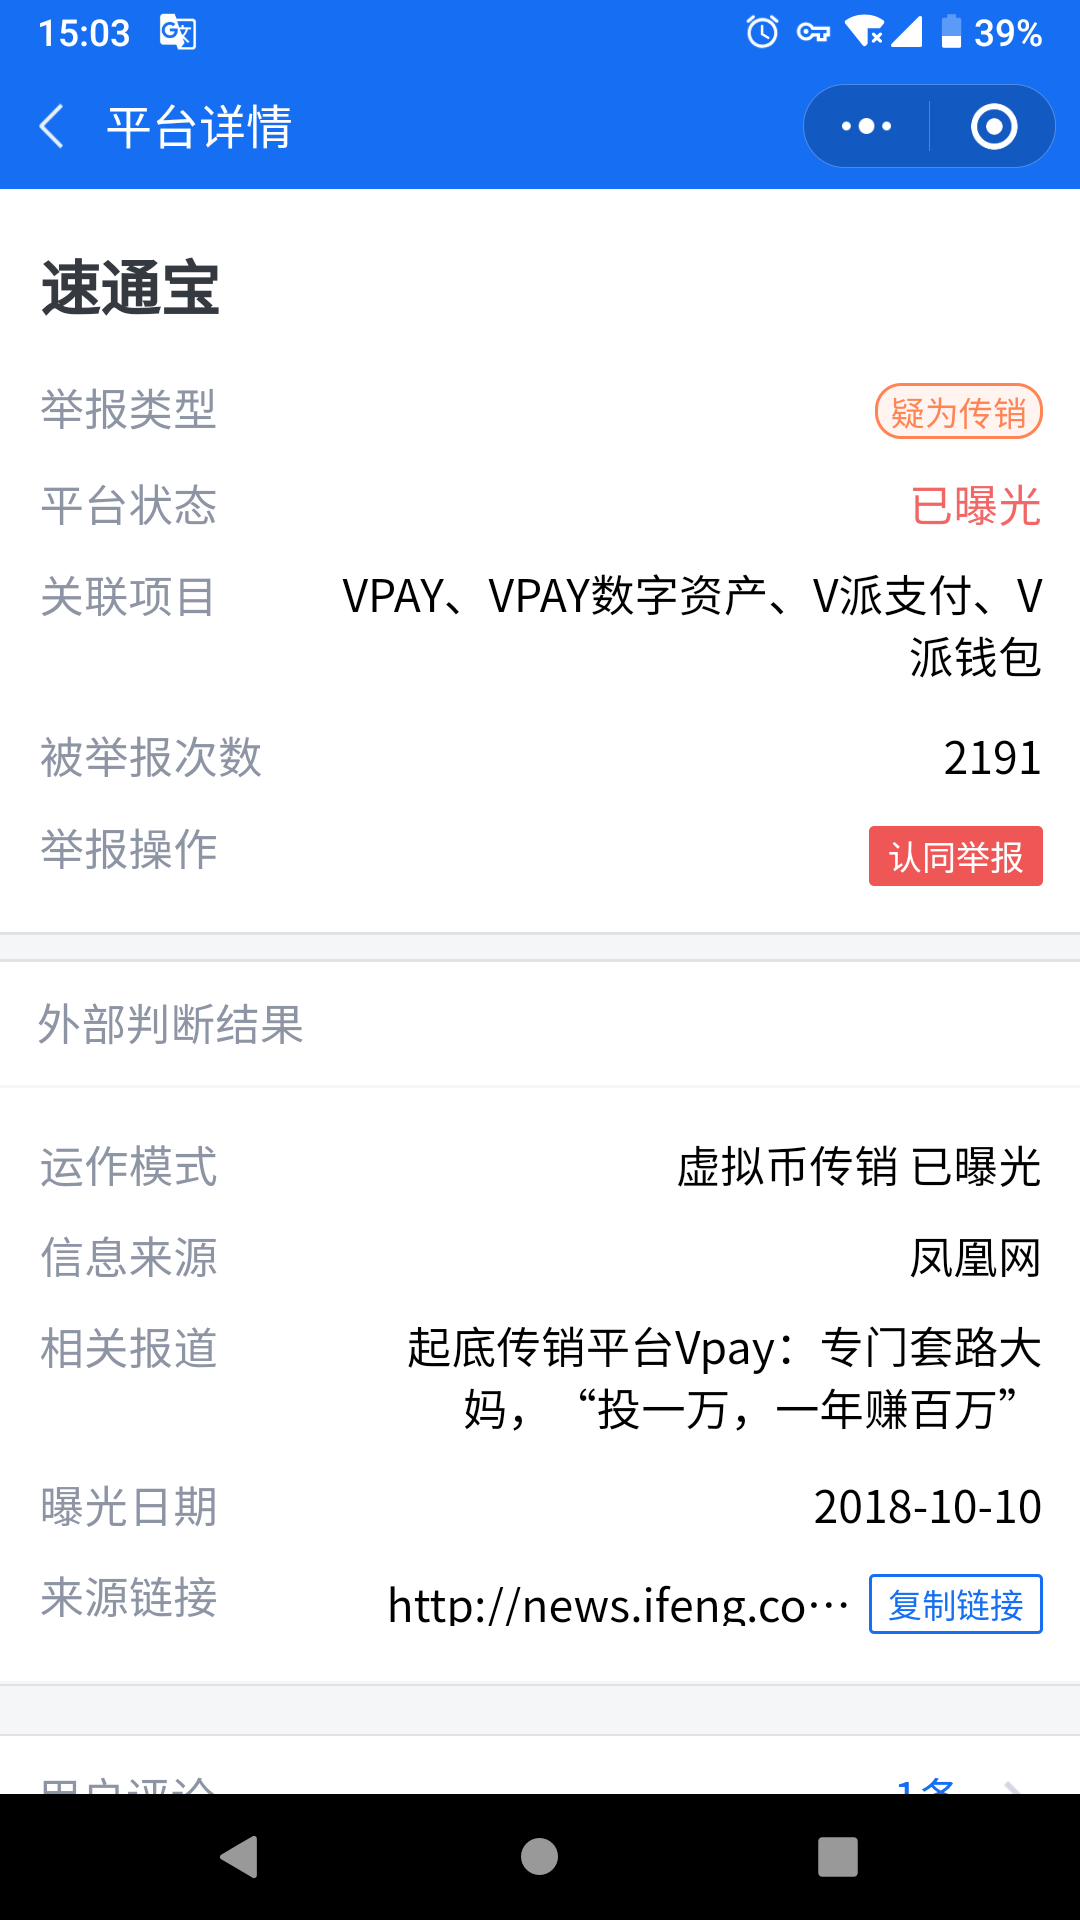 15:03
39%
平台详情
速通宝
举报类型
疑为传销
平台状态
已曝光
关联项目
VPAY、VPAY数字资产、V派支付、V
派钱包
被举报次数
2191
举报操作
认同举报
外部判断结果
运作模式
虚拟币传销 已曝光
信息来源
凤凰网
相关报道
起底传销平台Vpay：专门套路大
妈，“投一万，一年赚百万”
曝光日期
2018-10-10
来源链接
http://news.ifeng.co…
复制链接
用户评论
1条